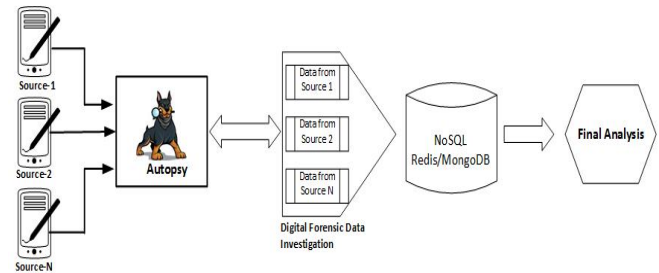 Source-1
Source-2
Source-N
Autopsy
Data from
Source 1
Data from
Source 2
Data from
Source N
Digital Forensic Data
Investigation
NoSQL
Redis/MongoDB
Final Analysis